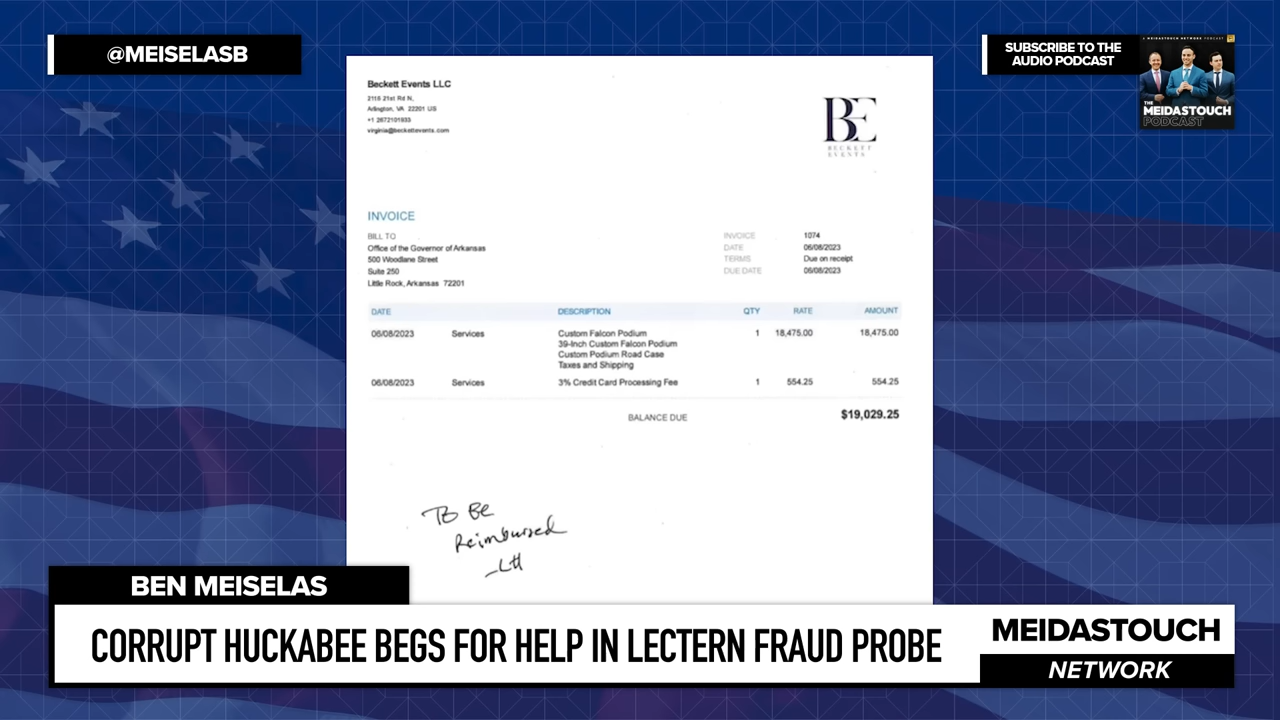 @MEISELASB
SUBSCRIBE TO THE
AUDIO PODCAST
THE
MEIDASTOUCH
PODCAST
Beckett Events LLC
2118 21st Rd N,
Arlington, VA 22201 US
+1 2672101933
virginia@beckettevents.com
BE
BECKETT
EVENTS
INVOICE
BILL TO
Office of the Governor of Arkansas
500 Woodlane Street
Suite 250
Little Rock, Arkansas 72201
INVOICE 1074
DATE 06/08/2023
TERMS Due on receipt
DUE DATE 06/08/2023
DATE DESCRIPTION QTY RATE AMOUNT
06/08/2023 Services Custom Falcon Podium 1 18,475.00 18,475.00
39-Inch Custom Falcon Podium
Custom Podium Road Case
Taxes and Shipping
06/08/2023 Services 3% Credit Card Processing Fee 1 554.25 554.25
BALANCE DUE $19,029.25
To Be
Reimbursed
-LH
BEN MEISELAS
CORRUPT HUCKABEE BEGS FOR HELP IN LECTERN FRAUD PROBE
MEIDASTOUCH
NETWORK